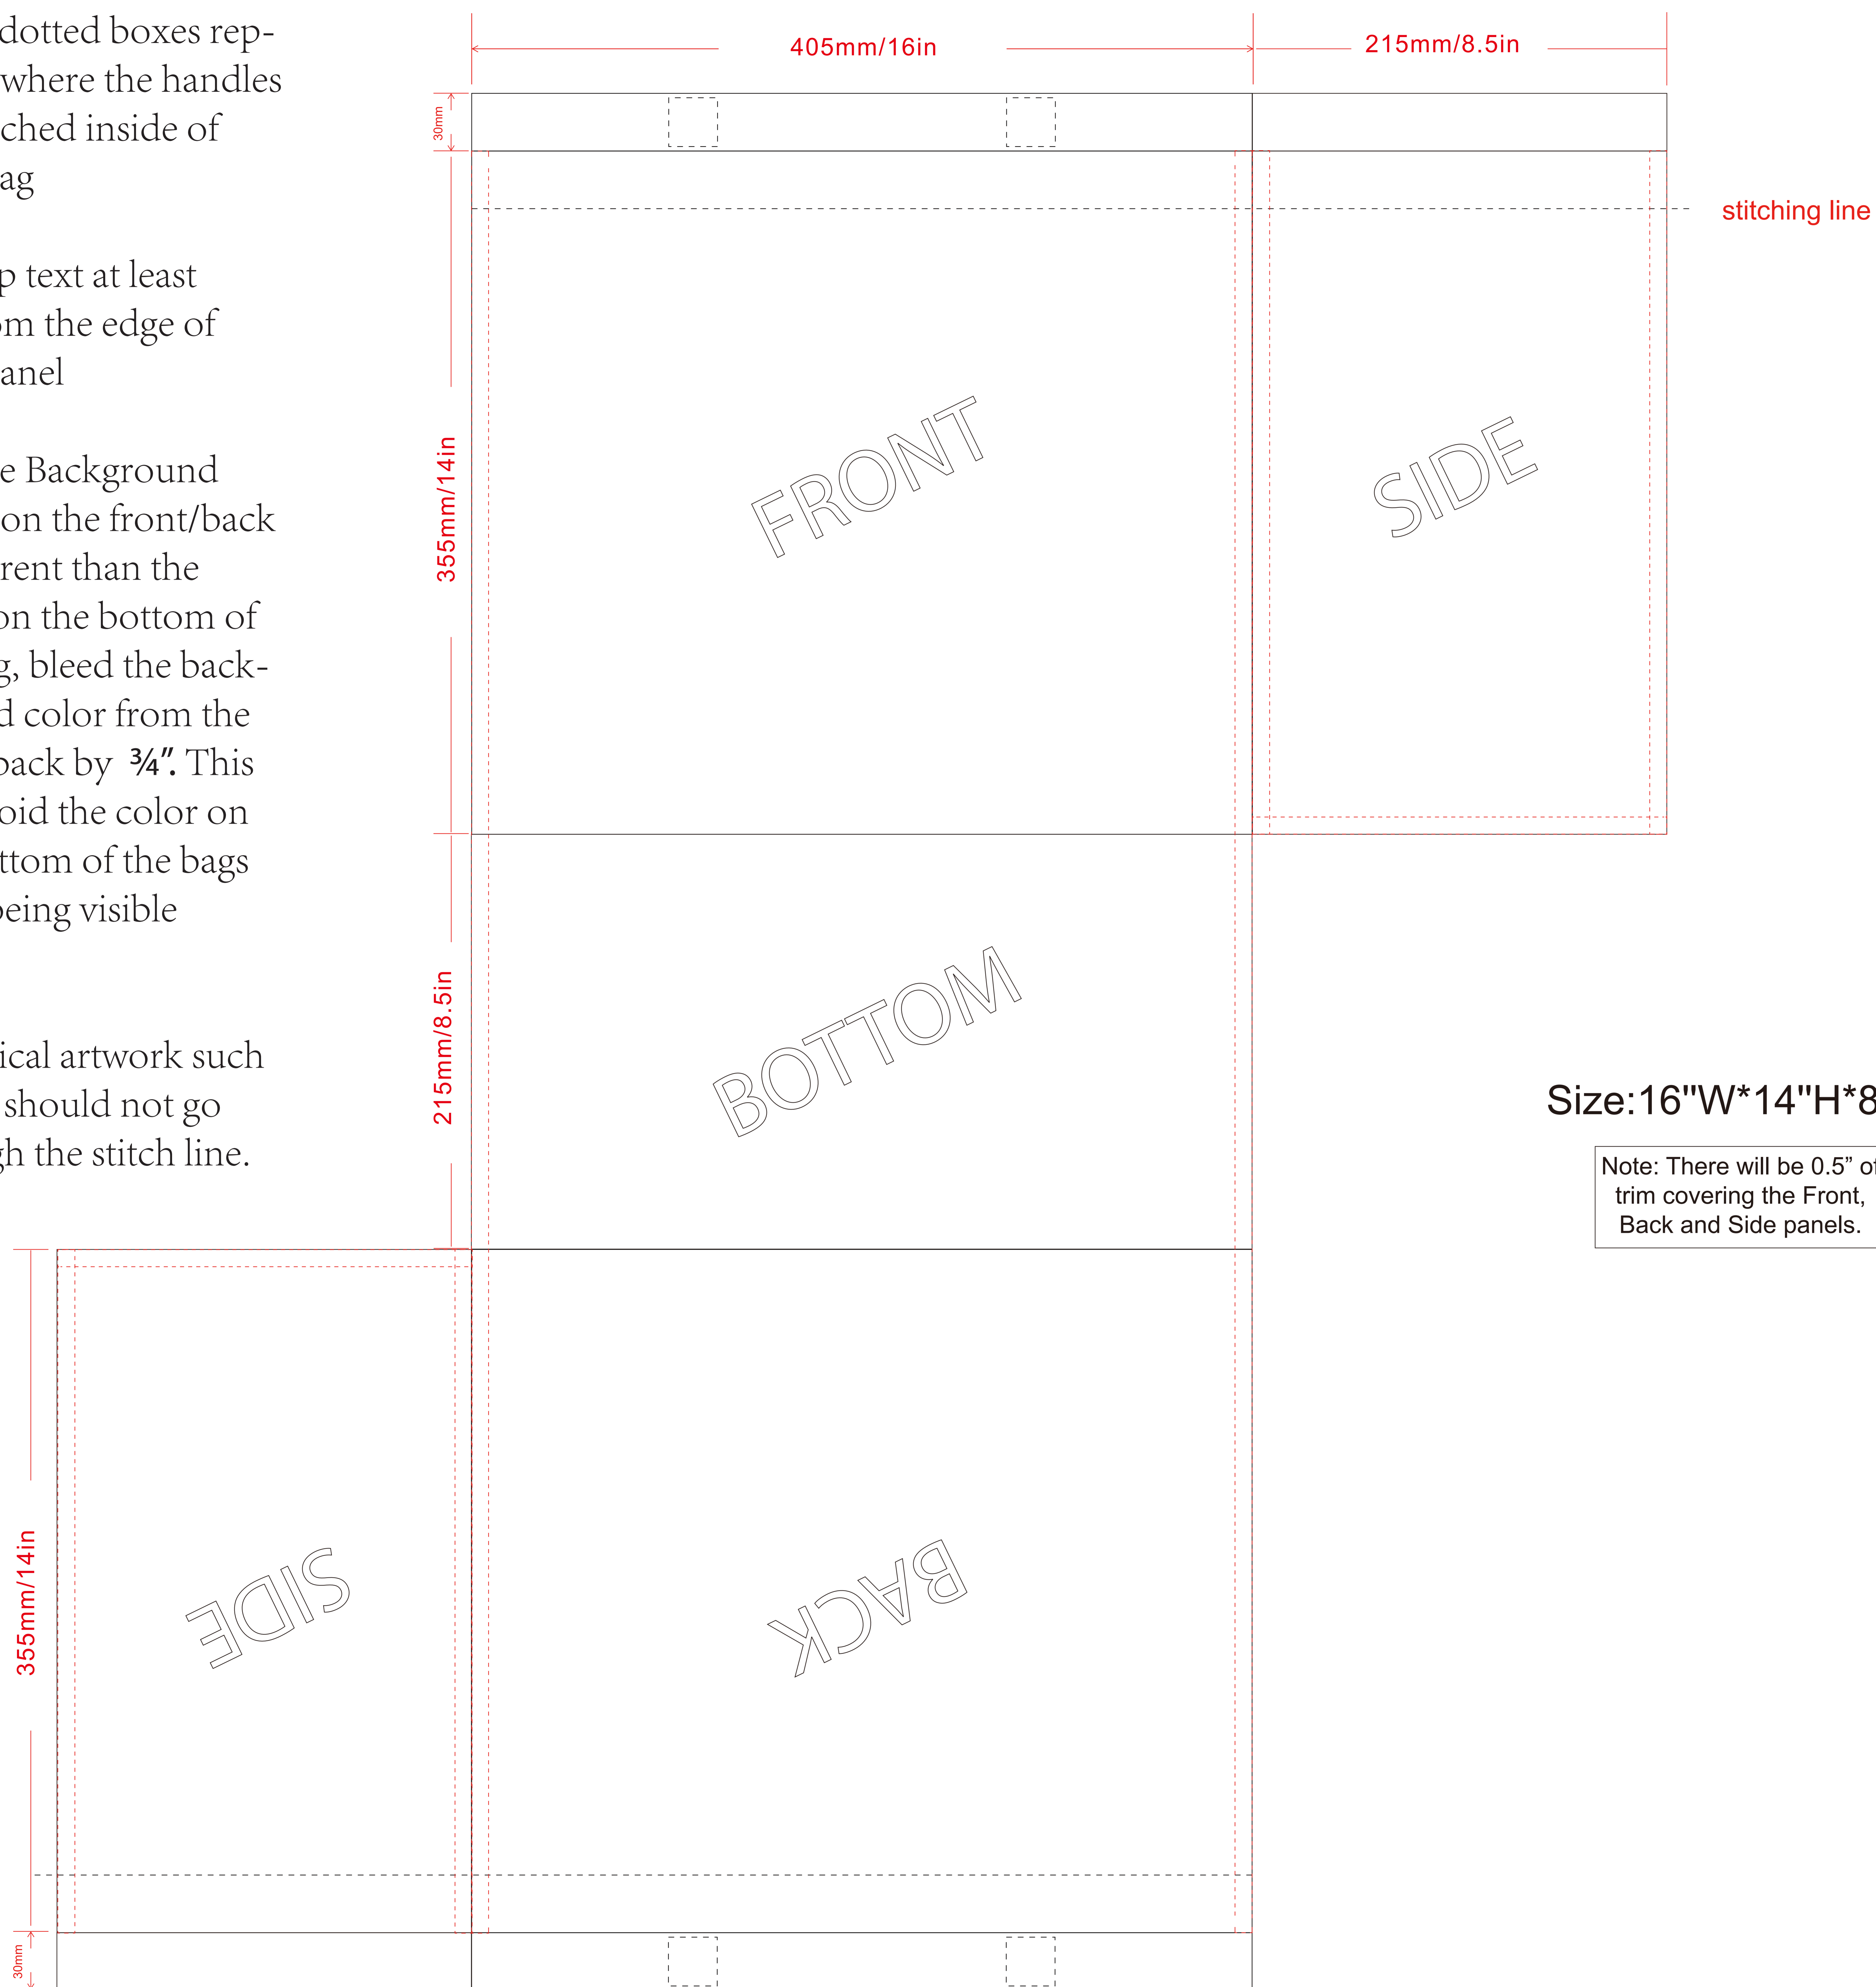 dotted boxes rep-
where the handles
ched inside of
ag
p text at least
om the edge of
anel
e Background
on the front/back
rent than the
on the bottom of
g, bleed the back-
d color from the
back by ¾”. This
oid the color on
ttom of the bags
being visible
ical artwork such
should not go
gh the stitch line.
405mm/16in
215mm/8.5in
30mm
stitching line
355mm/14in
FRONT
SIDE
215mm/8.5in
BOTTOM
Size:16"W*14"H*8
Note: There will be 0.5” of
trim covering the Front,
Back and Side panels.
355mm/14in
SIDE
BACK
30mm